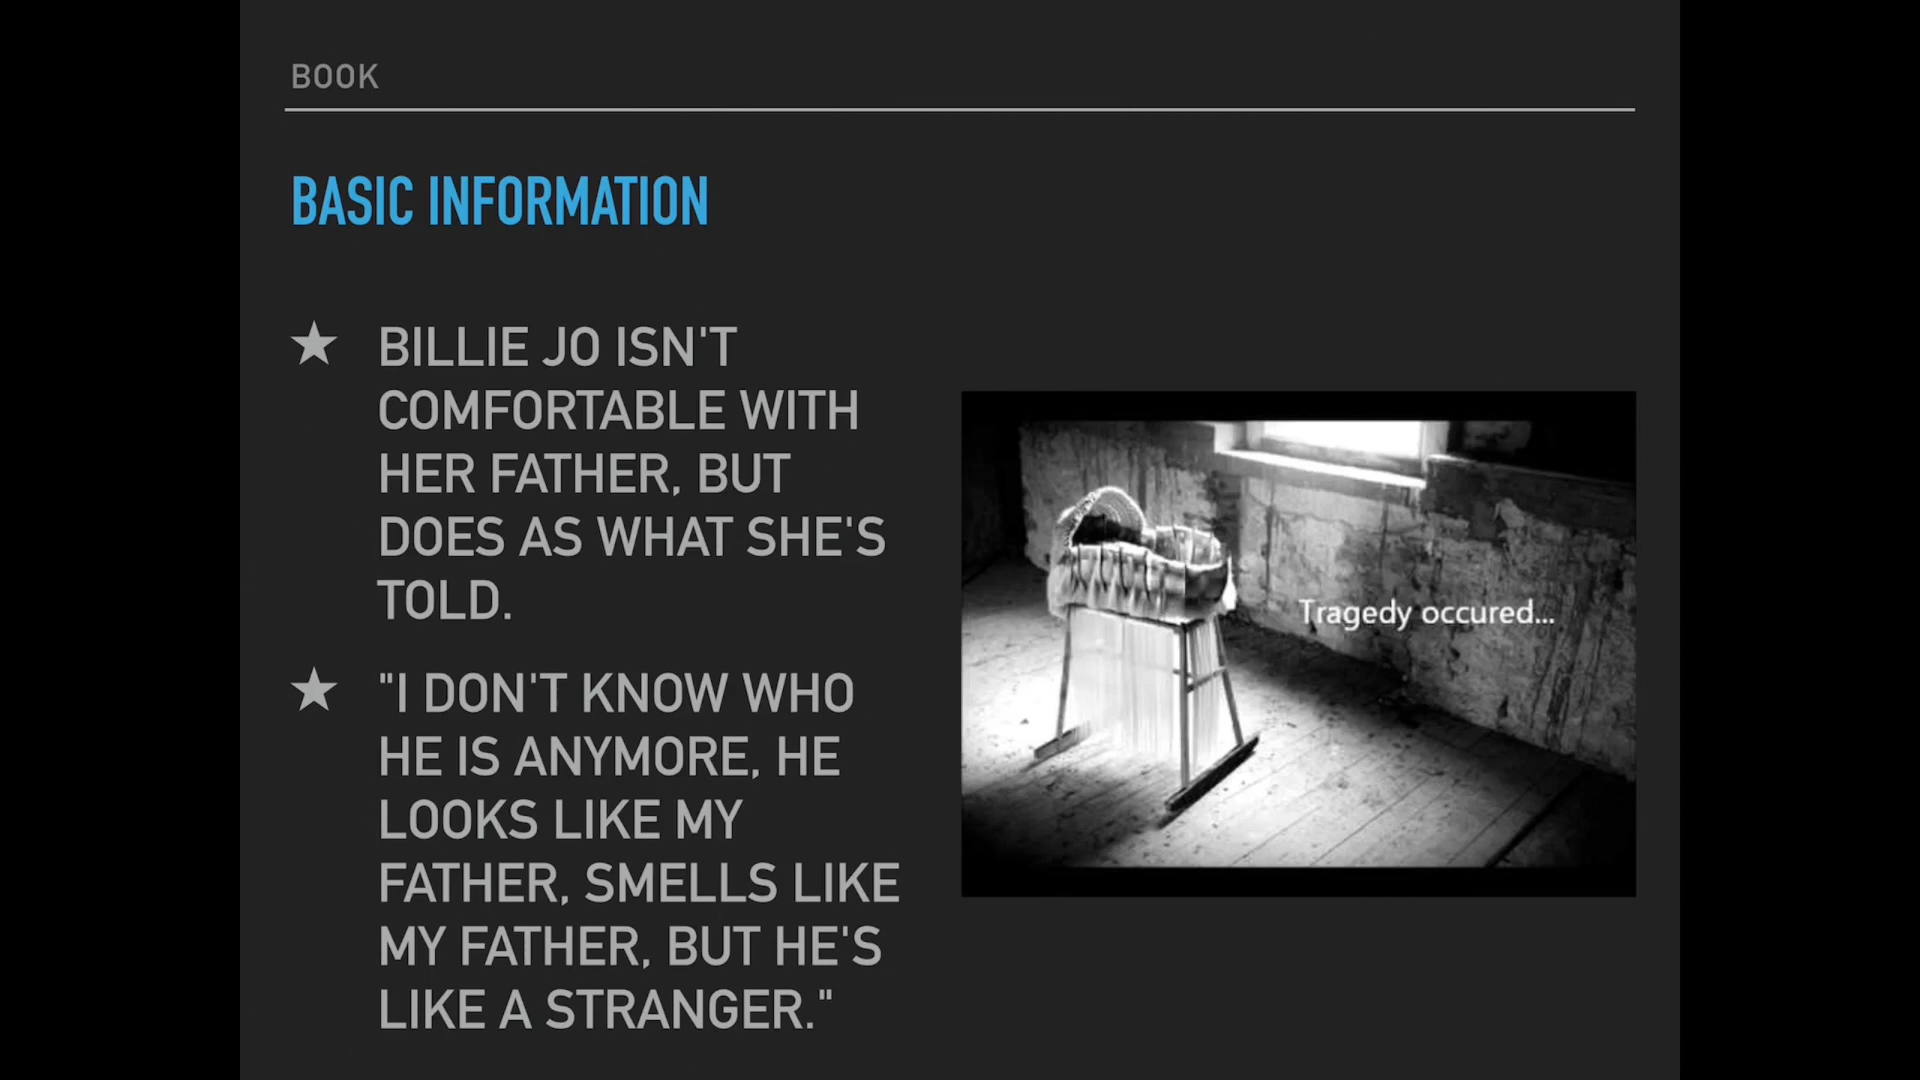 BOOK
BASIC INFORMATION
★ BILLIE JO ISN'T
COMFORTABLE WITH
HER FATHER, BUT
DOES AS WHAT SHE'S
TOLD.
★ "I DON'T KNOW WHO
HE IS ANYMORE, HE
LOOKS LIKE MY
FATHER, SMELLS LIKE
MY FATHER, BUT HE'S
LIKE A STRANGER."
Tragedy occured...